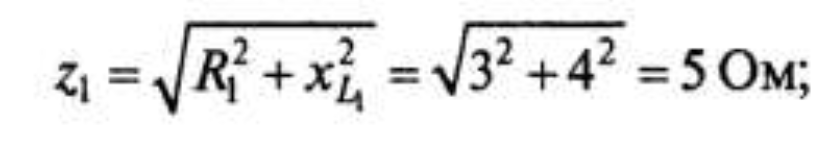 z₁ = √(R₁² + x_{L₁}²) = √(3² + 4²) = 5 Ом;